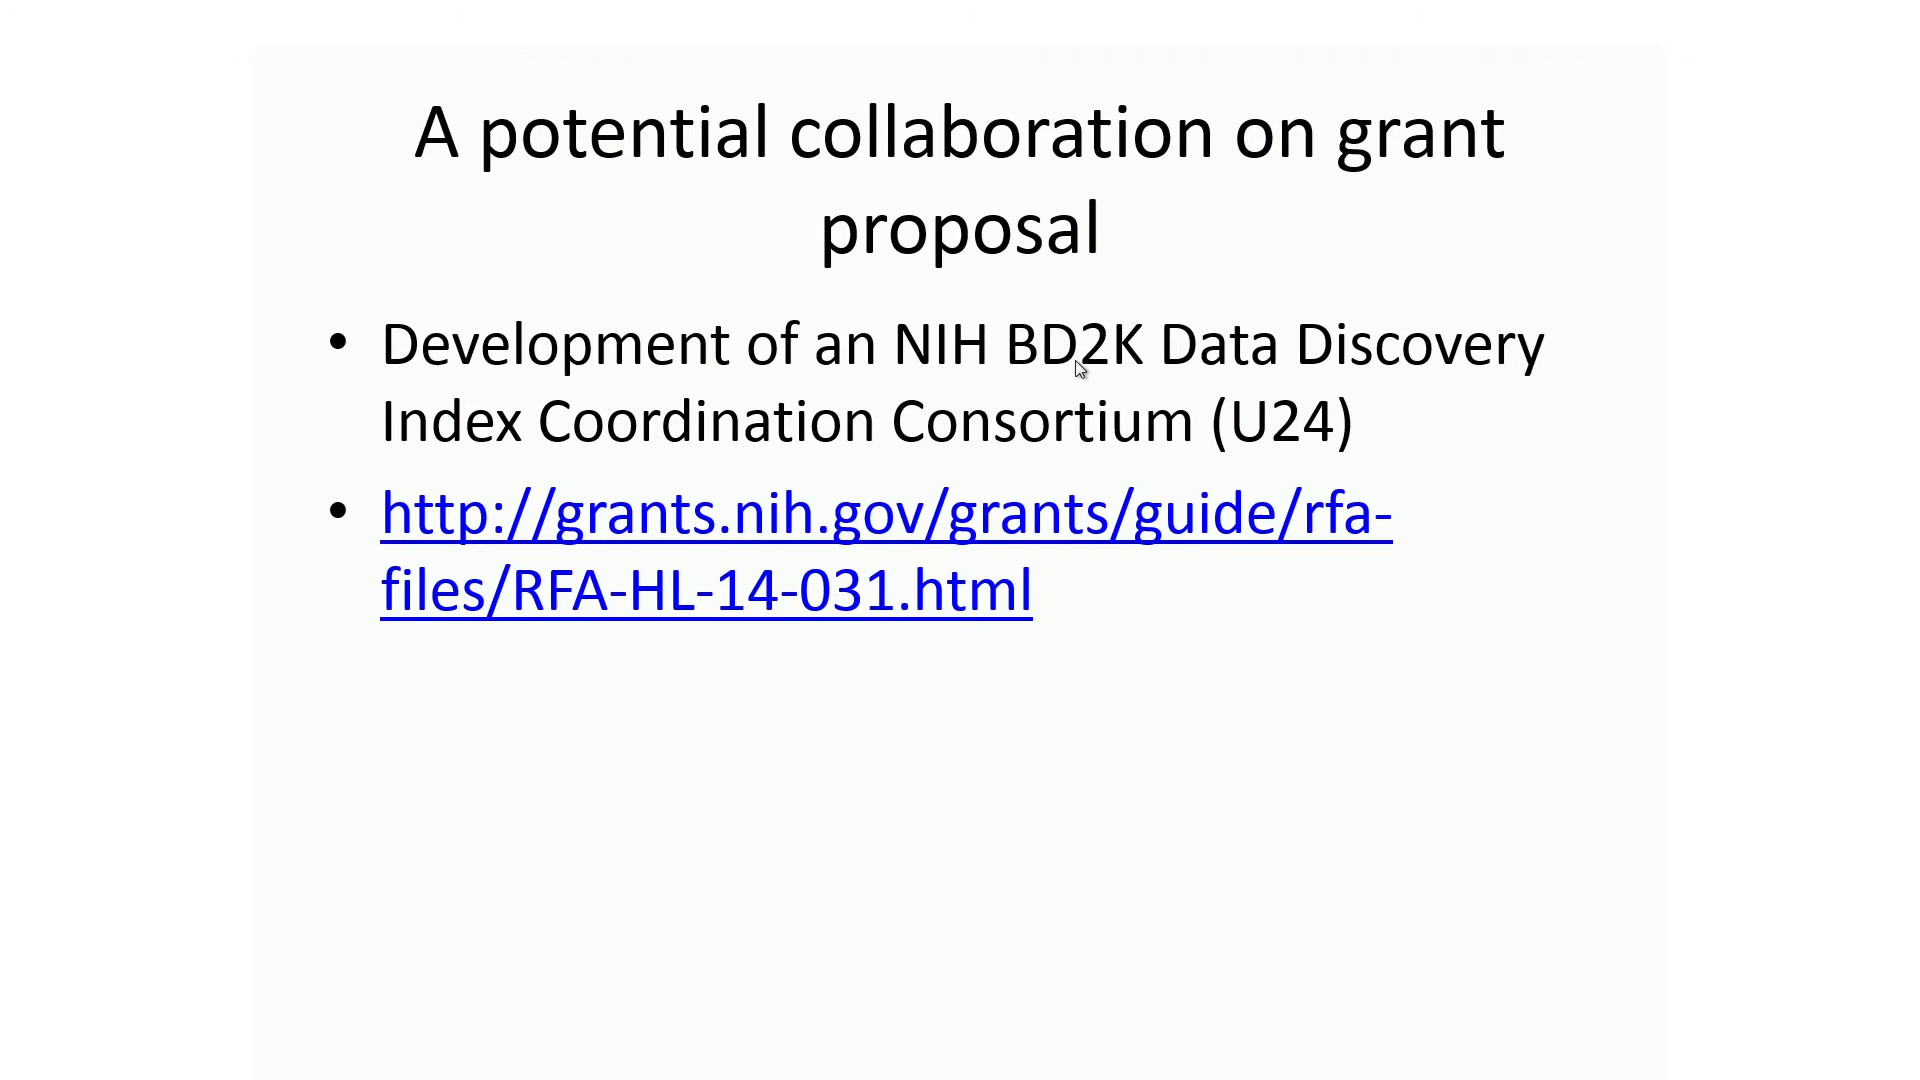 A potential collaboration on grant
proposal
• Development of an NIH BD2K Data Discovery
Index Coordination Consortium (U24)
• http://grants.nih.gov/grants/guide/rfa-
files/RFA-HL-14-031.html